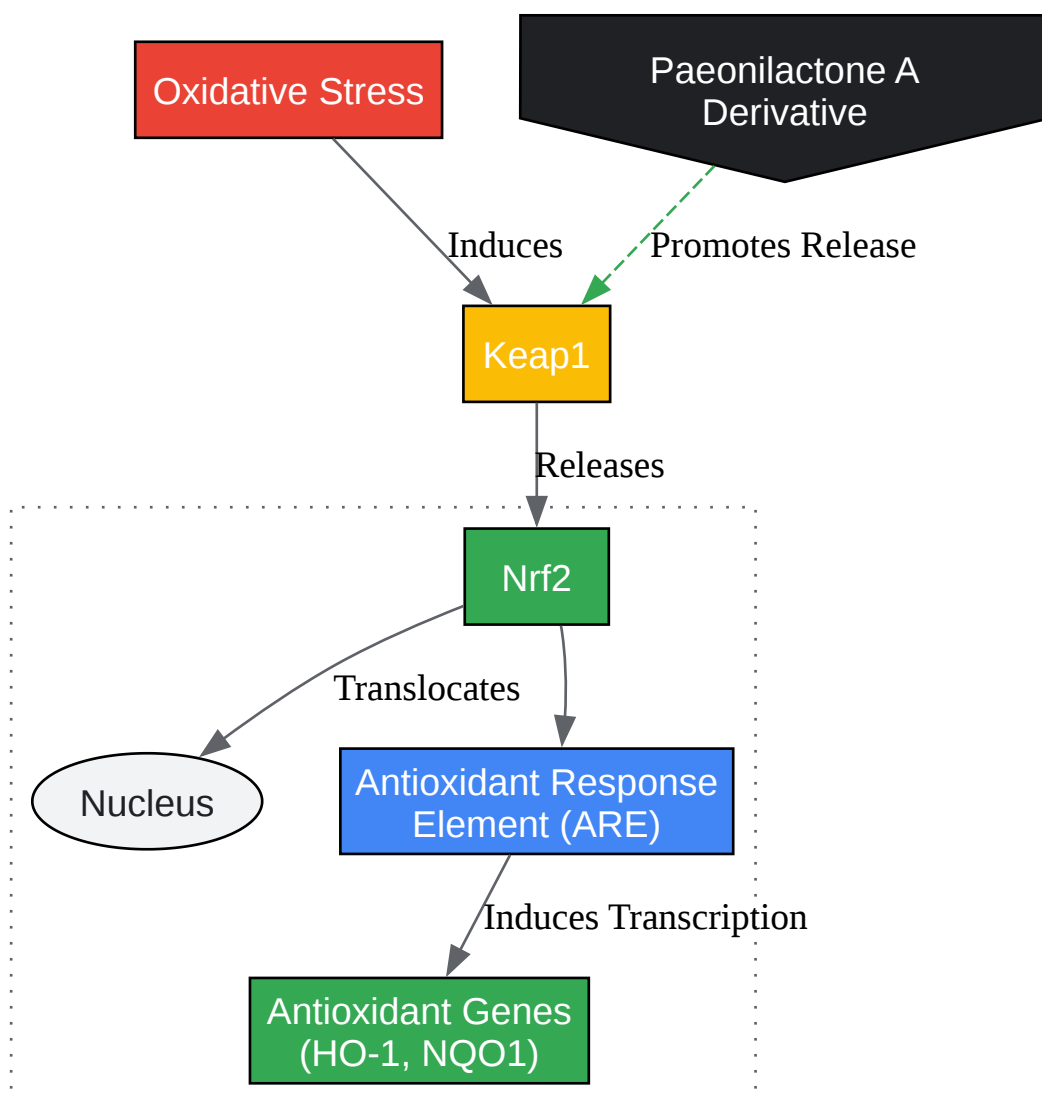 Oxidative Stress
Paeonilactone A
Derivative
Induces
Promotes Release
Keap1
Releases
Nrf2
Translocates
Nucleus
Antioxidant Response
Element (ARE)
Induces Transcription
Antioxidant Genes
(HO-1, NQO1)